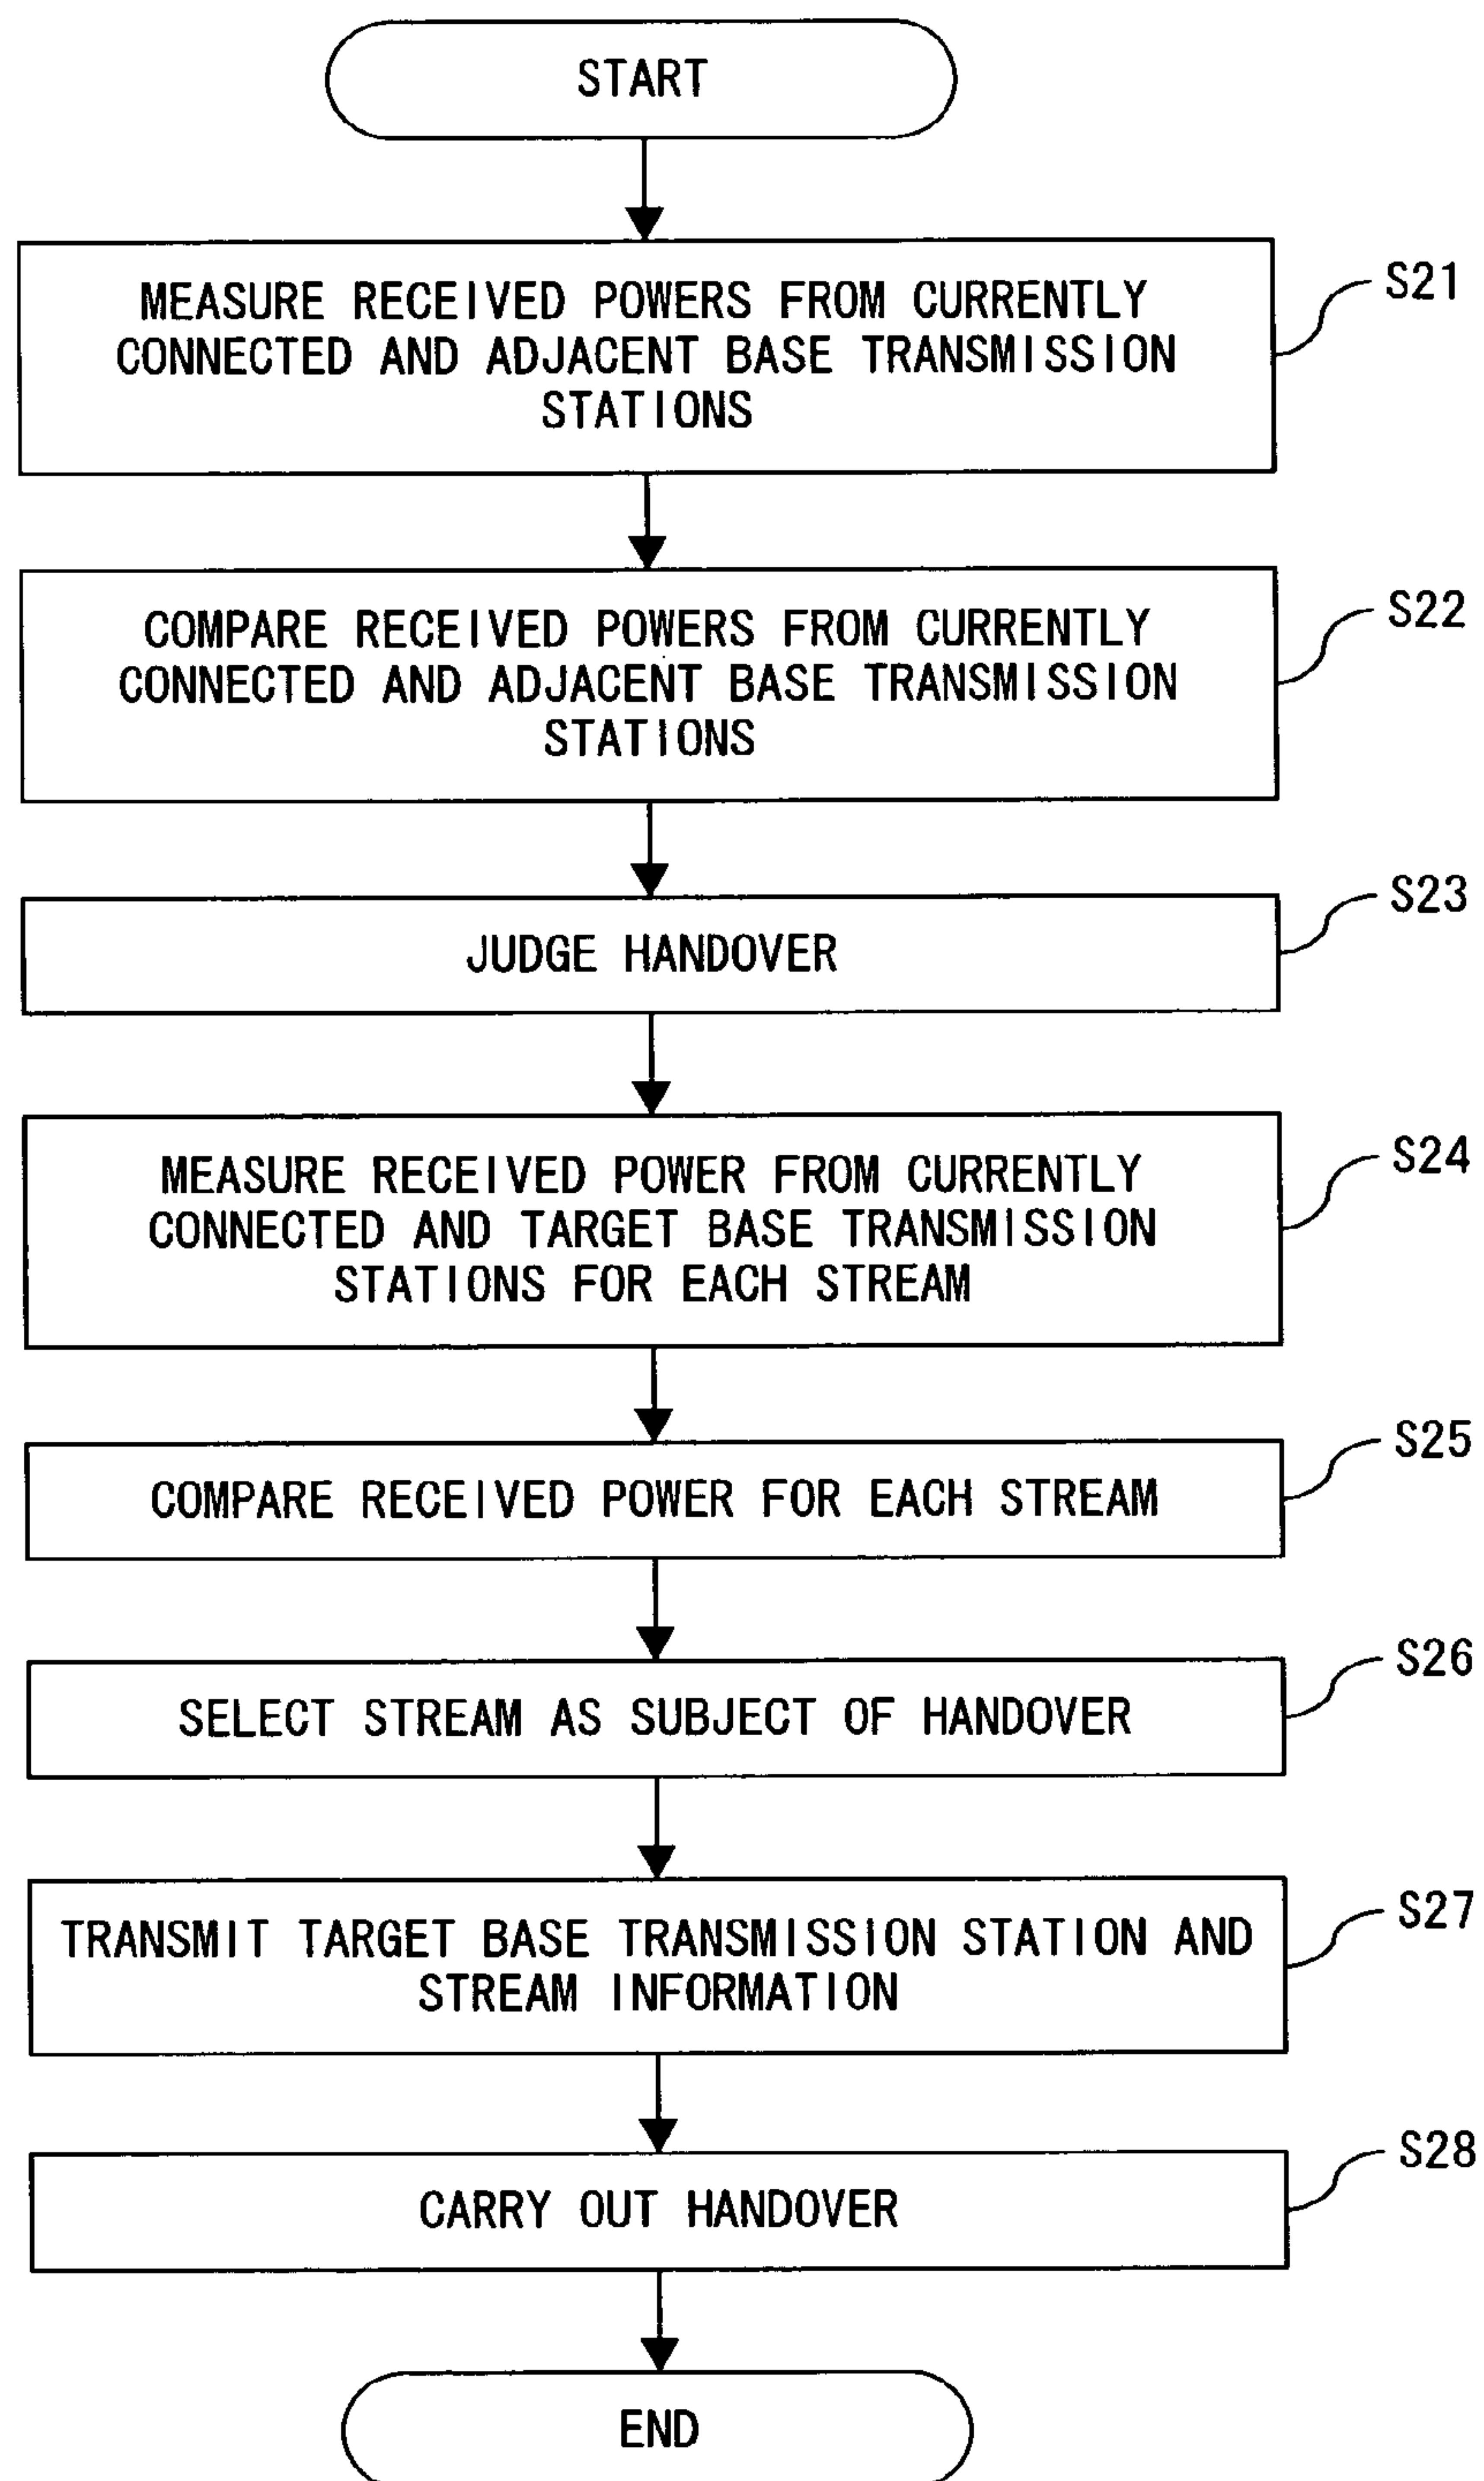 START
MEASURE RECEIVED POWERS FROM CURRENTLY
CONNECTED AND ADJACENT BASE TRANSMISSION
STATIONS
S21
COMPARE RECEIVED POWERS FROM CURRENTLY
CONNECTED AND ADJACENT BASE TRANSMISSION
STATIONS
S22
JUDGE HANDOVER
S23
MEASURE RECEIVED POWER FROM CURRENTLY
CONNECTED AND TARGET BASE TRANSMISSION
STATIONS FOR EACH STREAM
S24
COMPARE RECEIVED POWER FOR EACH STREAM
S25
SELECT STREAM AS SUBJECT OF HANDOVER
S26
TRANSMIT TARGET BASE TRANSMISSION STATION AND
STREAM INFORMATION
S27
CARRY OUT HANDOVER
S28
END